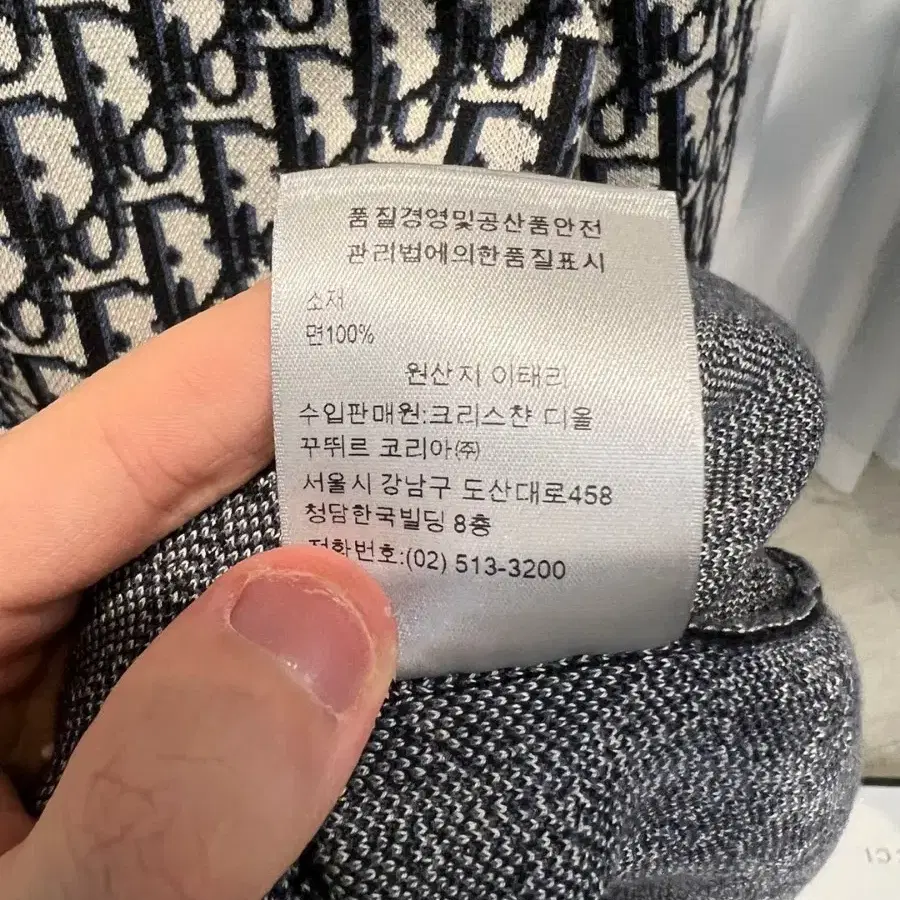 품질경영및공산품안전
관리법에의한품질표시
소재
면100%
원산지 이태리
수입판매원:크리스챤 디올
꾸뛰르 코리아㈜
서울시 강남구 도산대로458
청담한국빌딩 8층
전화번호:(02) 513-3200